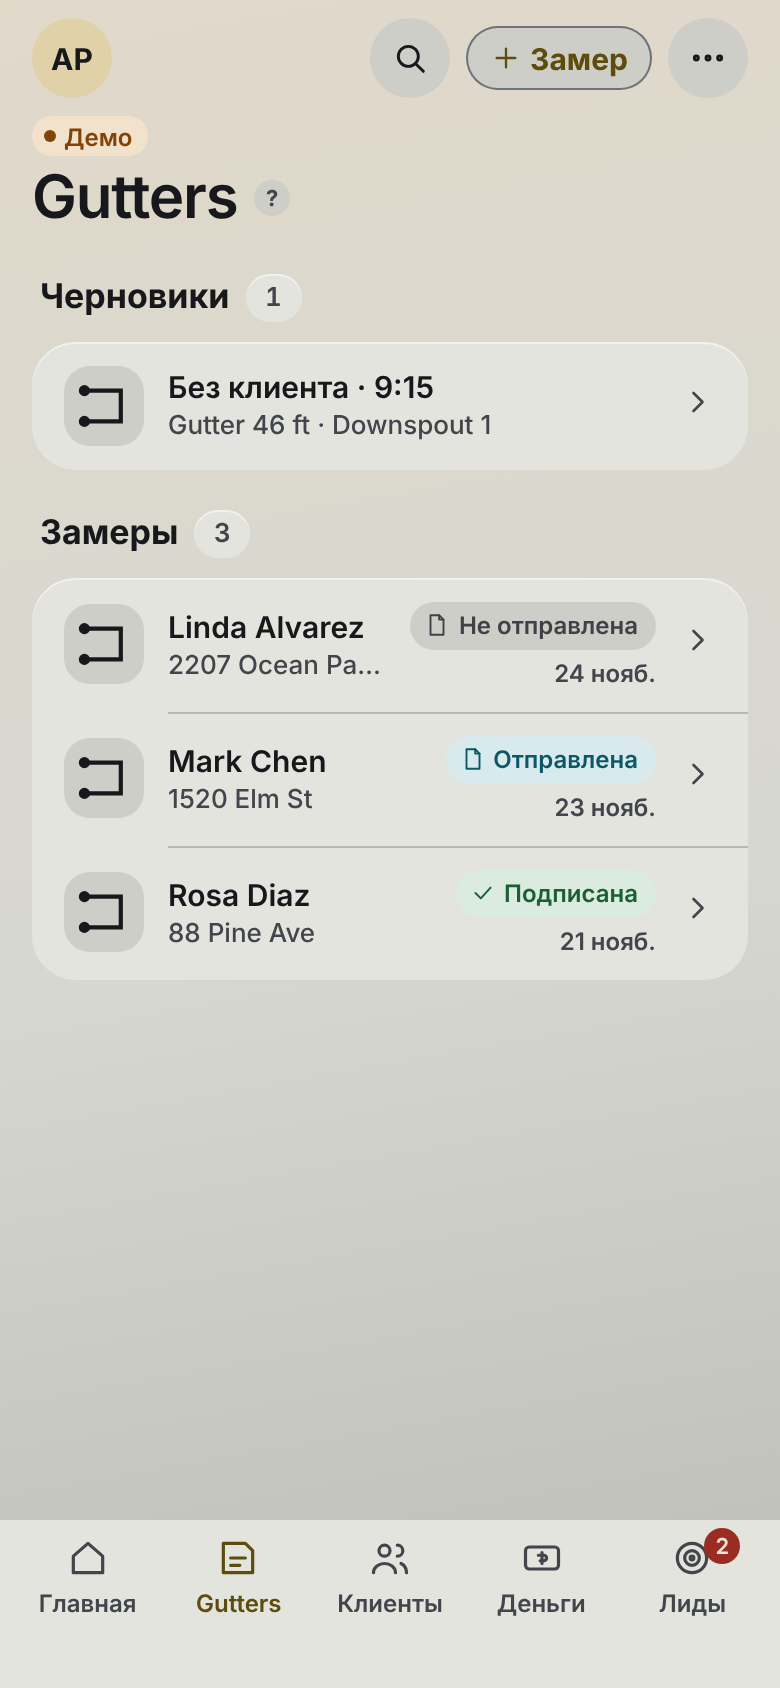 AP
+ Замер
Демо
Gutters ?
Черновики 1
Без клиента · 9:15
Gutter 46 ft · Downspout 1
Замеры 3
Linda Alvarez
Не отправлена
2207 Ocean Pa...
24 нояб.
Mark Chen
Отправлена
1520 Elm St
23 нояб.
Rosa Diaz
Подписана
88 Pine Ave
21 нояб.
2
Главная Gutters Клиенты Деньги Лиды